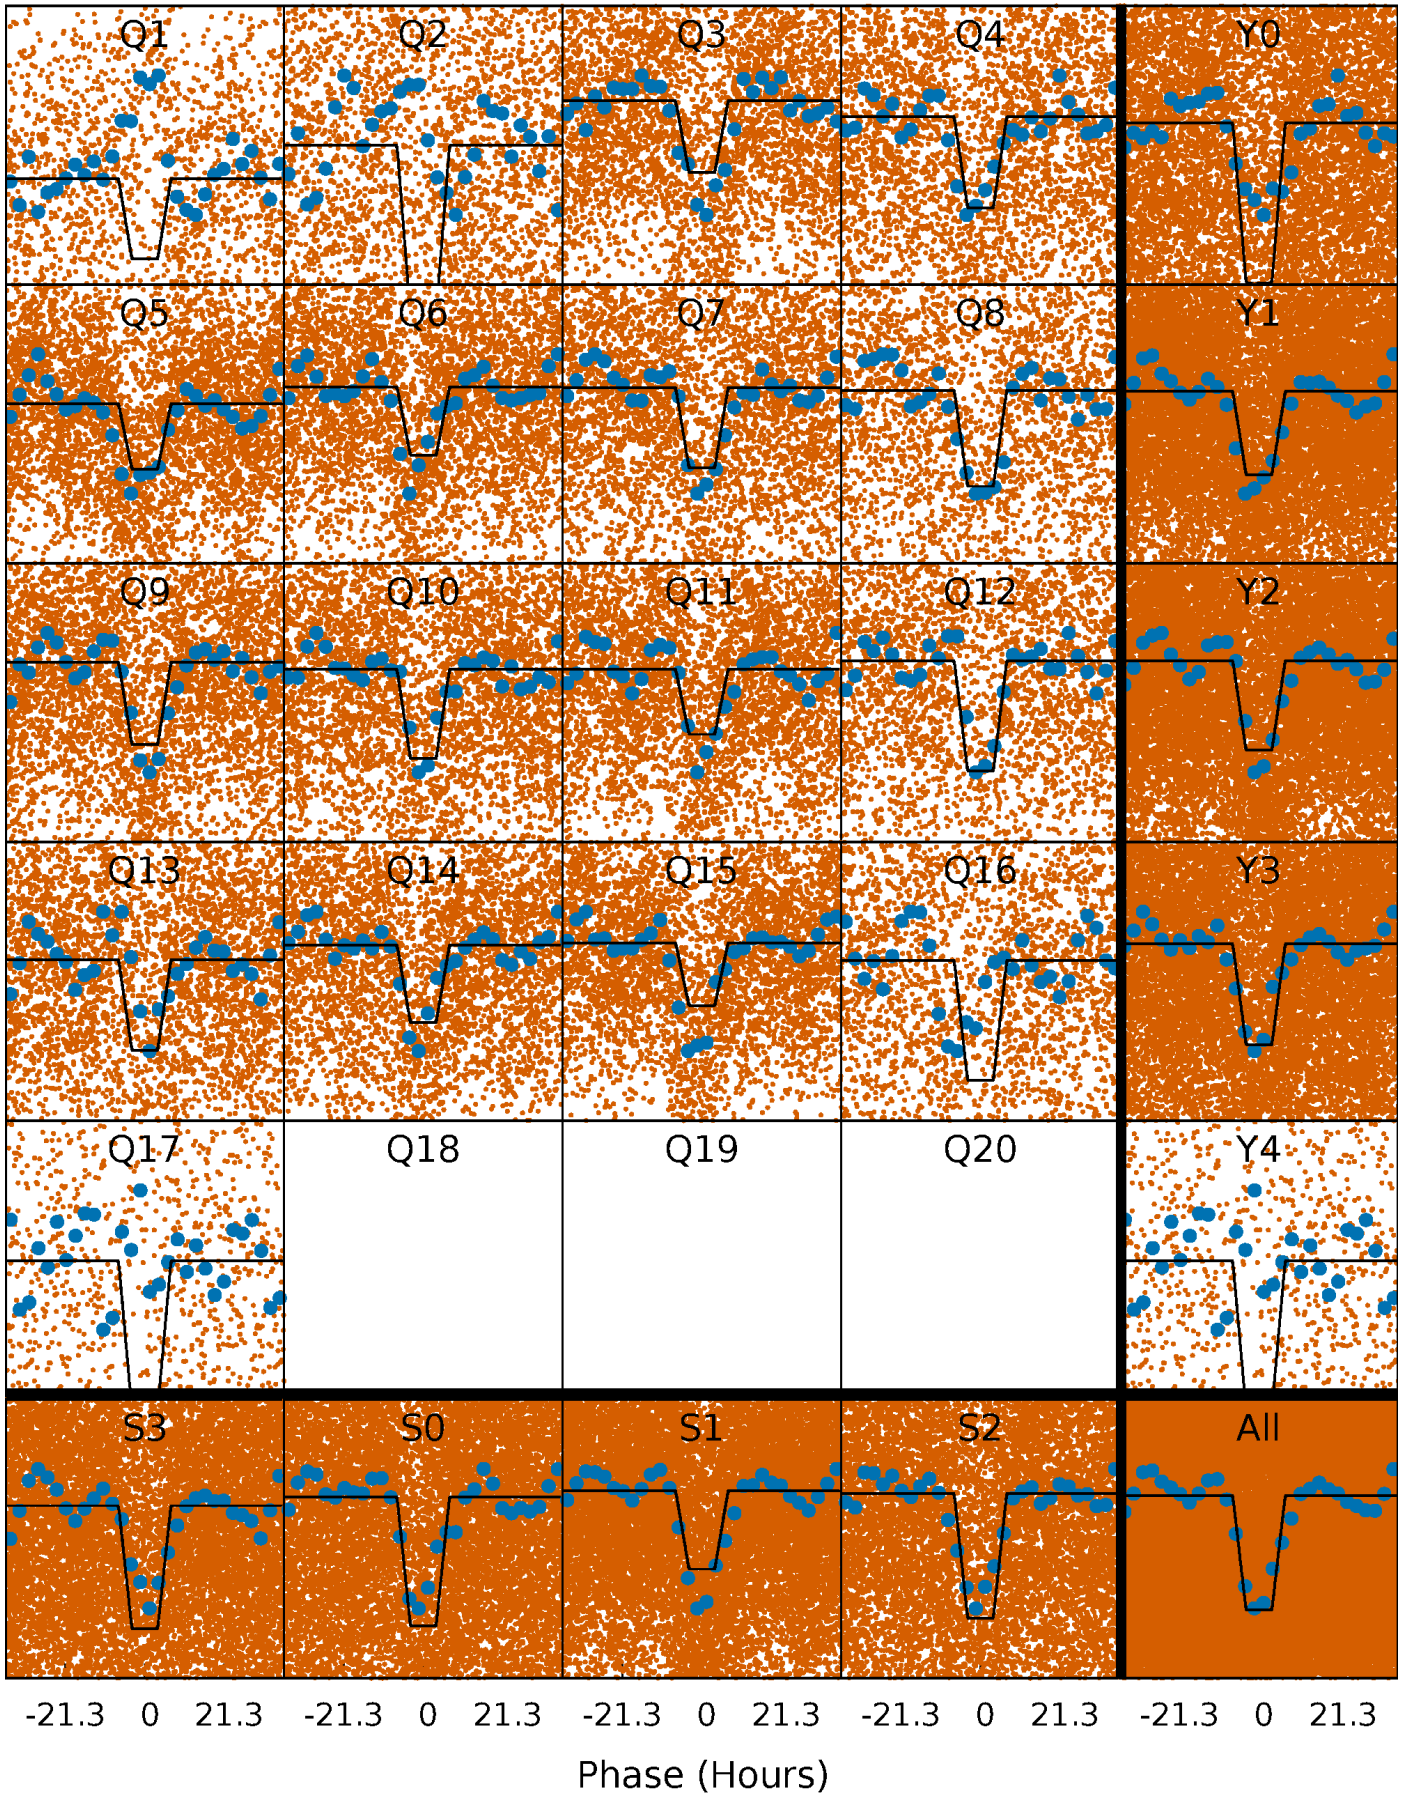 Q1 Q2 Q3 Q4 Y0
Q5 Q6 Q7 Q8 Y1
Q9 Q10 Q11 Q12 Y2
Q13 Q14 Q15 Q16 Y3
Q17 Q18 Q19 Q20 Y4
S3 S0 S1 S2 All
-21.3 0 21.3 -21.3 0 21.3 -21.3 0 21.3 -21.3 0 21.3 -21.3 0 21.3
Phase (Hours)